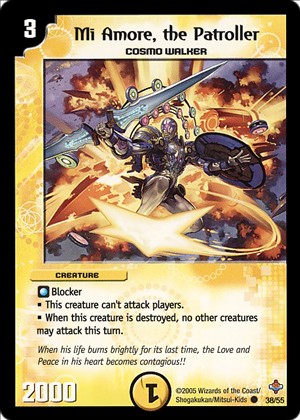 3
Mi Amore, the Patroller
COSMO WALKER
CREATURE
Blocker
▪ This creature can't attack players.
▪ When this creature is destroyed, no other creatures
may attack this turn.
When his life burns brightly for its last time, the Love and
Peace in his heart becomes contagious!!
2000
1
©2005 Wizards of the Coast/
Shogakukan/Mitsui-Kids ● 38/55